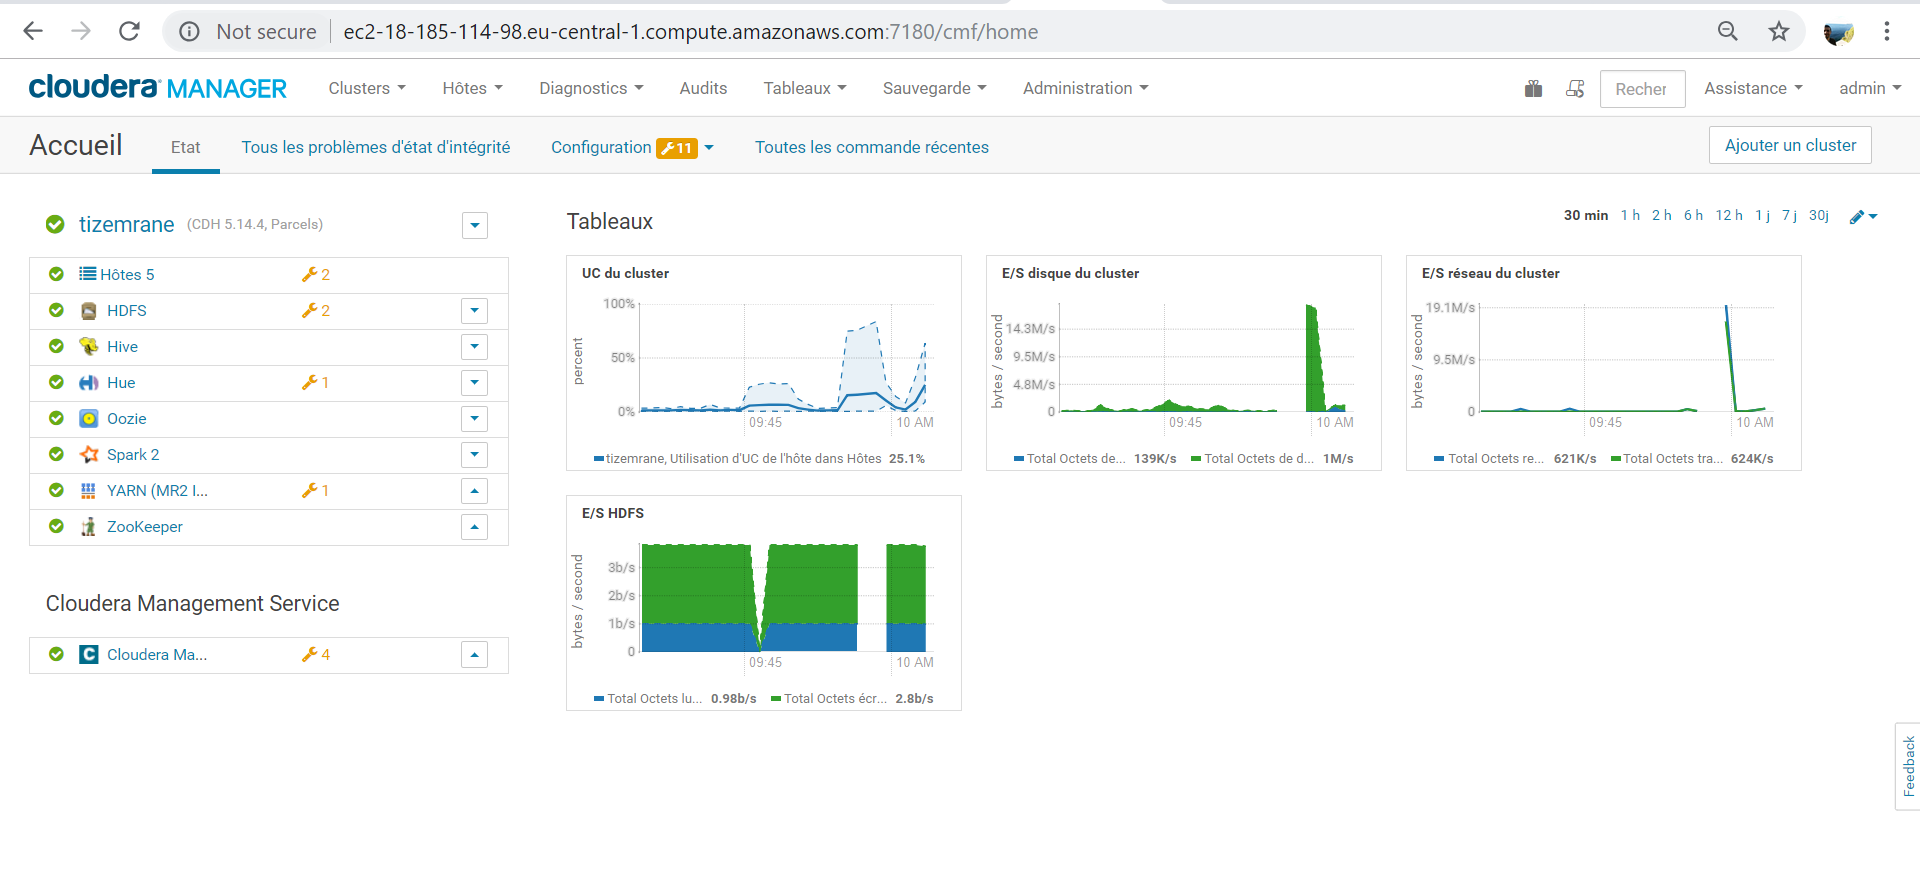 Not secure ec2-18-185-114-98.eu-central-1.compute.amazonaws.com:7180/cmf/home
cloudera MANAGER Clusters Hôtes Diagnostics Audits Tableaux Sauvegarde Administration Recher Assistance admin
Accueil Etat Tous les problèmes d'état d'intégrité Configuration 11 Toutes les commande récentes Ajouter un cluster
tizemrane (CDH 5.14.4, Parcels)
Hôtes 5 2
HDFS 2
Hive
Hue 1
Oozie
Spark 2
YARN (MR2 I... 1
ZooKeeper
Cloudera Management Service
C Cloudera Ma... 4
Tableaux
30 min 1 h 2 h 6 h 12 h 1 j 7 j 30j
UC du cluster
percent
100%
50%
0%
09:45 10 AM
tizemrane, Utilisation d'UC de l'hôte dans Hôtes 25.1%
E/S disque du cluster
bytes / second
14.3M/s
9.5M/s
4.8M/s
0
09:45 10 AM
Total Octets de... 139K/s Total Octets de d... 1M/s
E/S réseau du cluster
bytes / second
19.1M/s
9.5M/s
0
09:45 10 AM
Total Octets re... 621K/s Total Octets tra... 624K/s
E/S HDFS
bytes / second
3b/s
2b/s
1b/s
0
09:45 10 AM
Total Octets lu... 0.98b/s Total Octets écr... 2.8b/s
Feedback